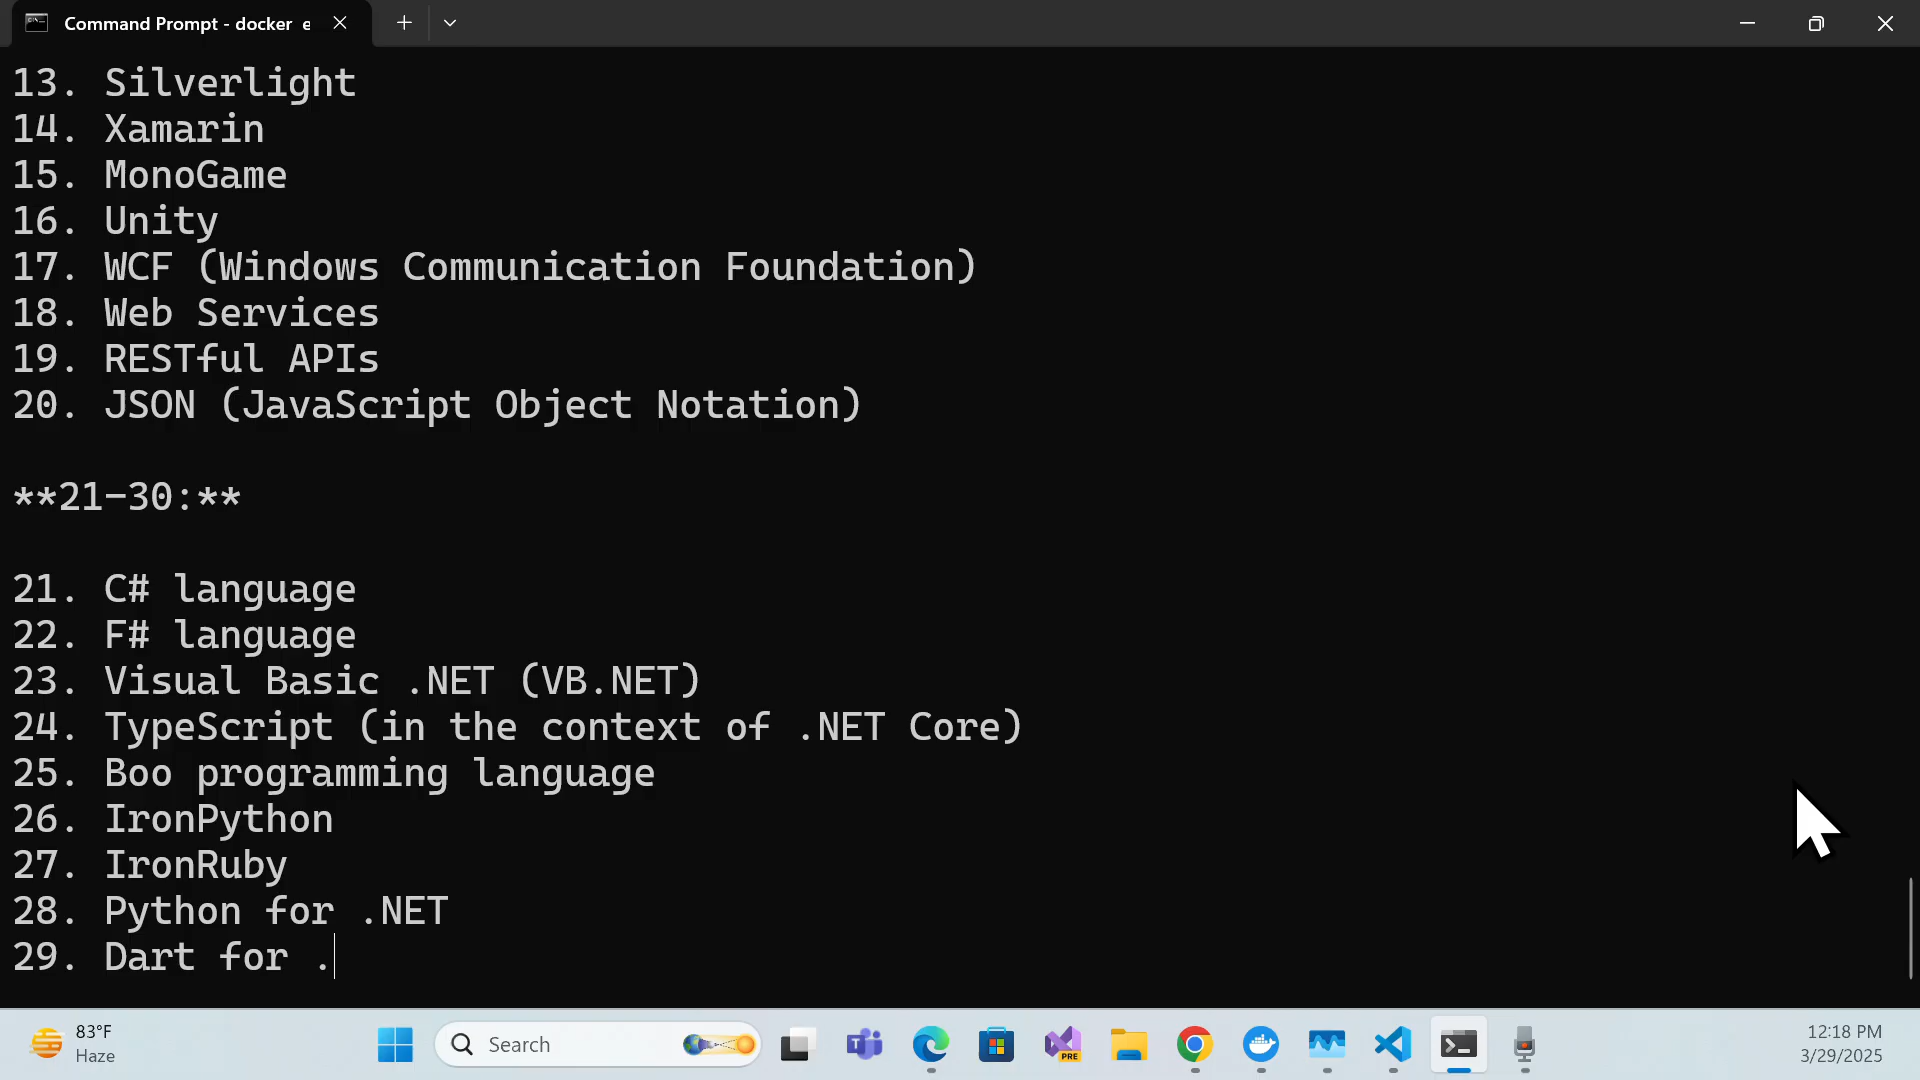 Command Prompt - docker e
13. Silverlight
14. Xamarin
15. MonoGame
16. Unity
17. WCF (Windows Communication Foundation)
18. Web Services
19. RESTful APIs
20. JSON (JavaScript Object Notation)
**21-30:**
21. C# language
22. F# language
23. Visual Basic .NET (VB.NET)
24. TypeScript (in the context of .NET Core)
25. Boo programming language
26. IronPython
27. IronRuby
28. Python for .NET
29. Dart for .
83°F
Haze
Search
PRE
12:18 PM
3/29/2025